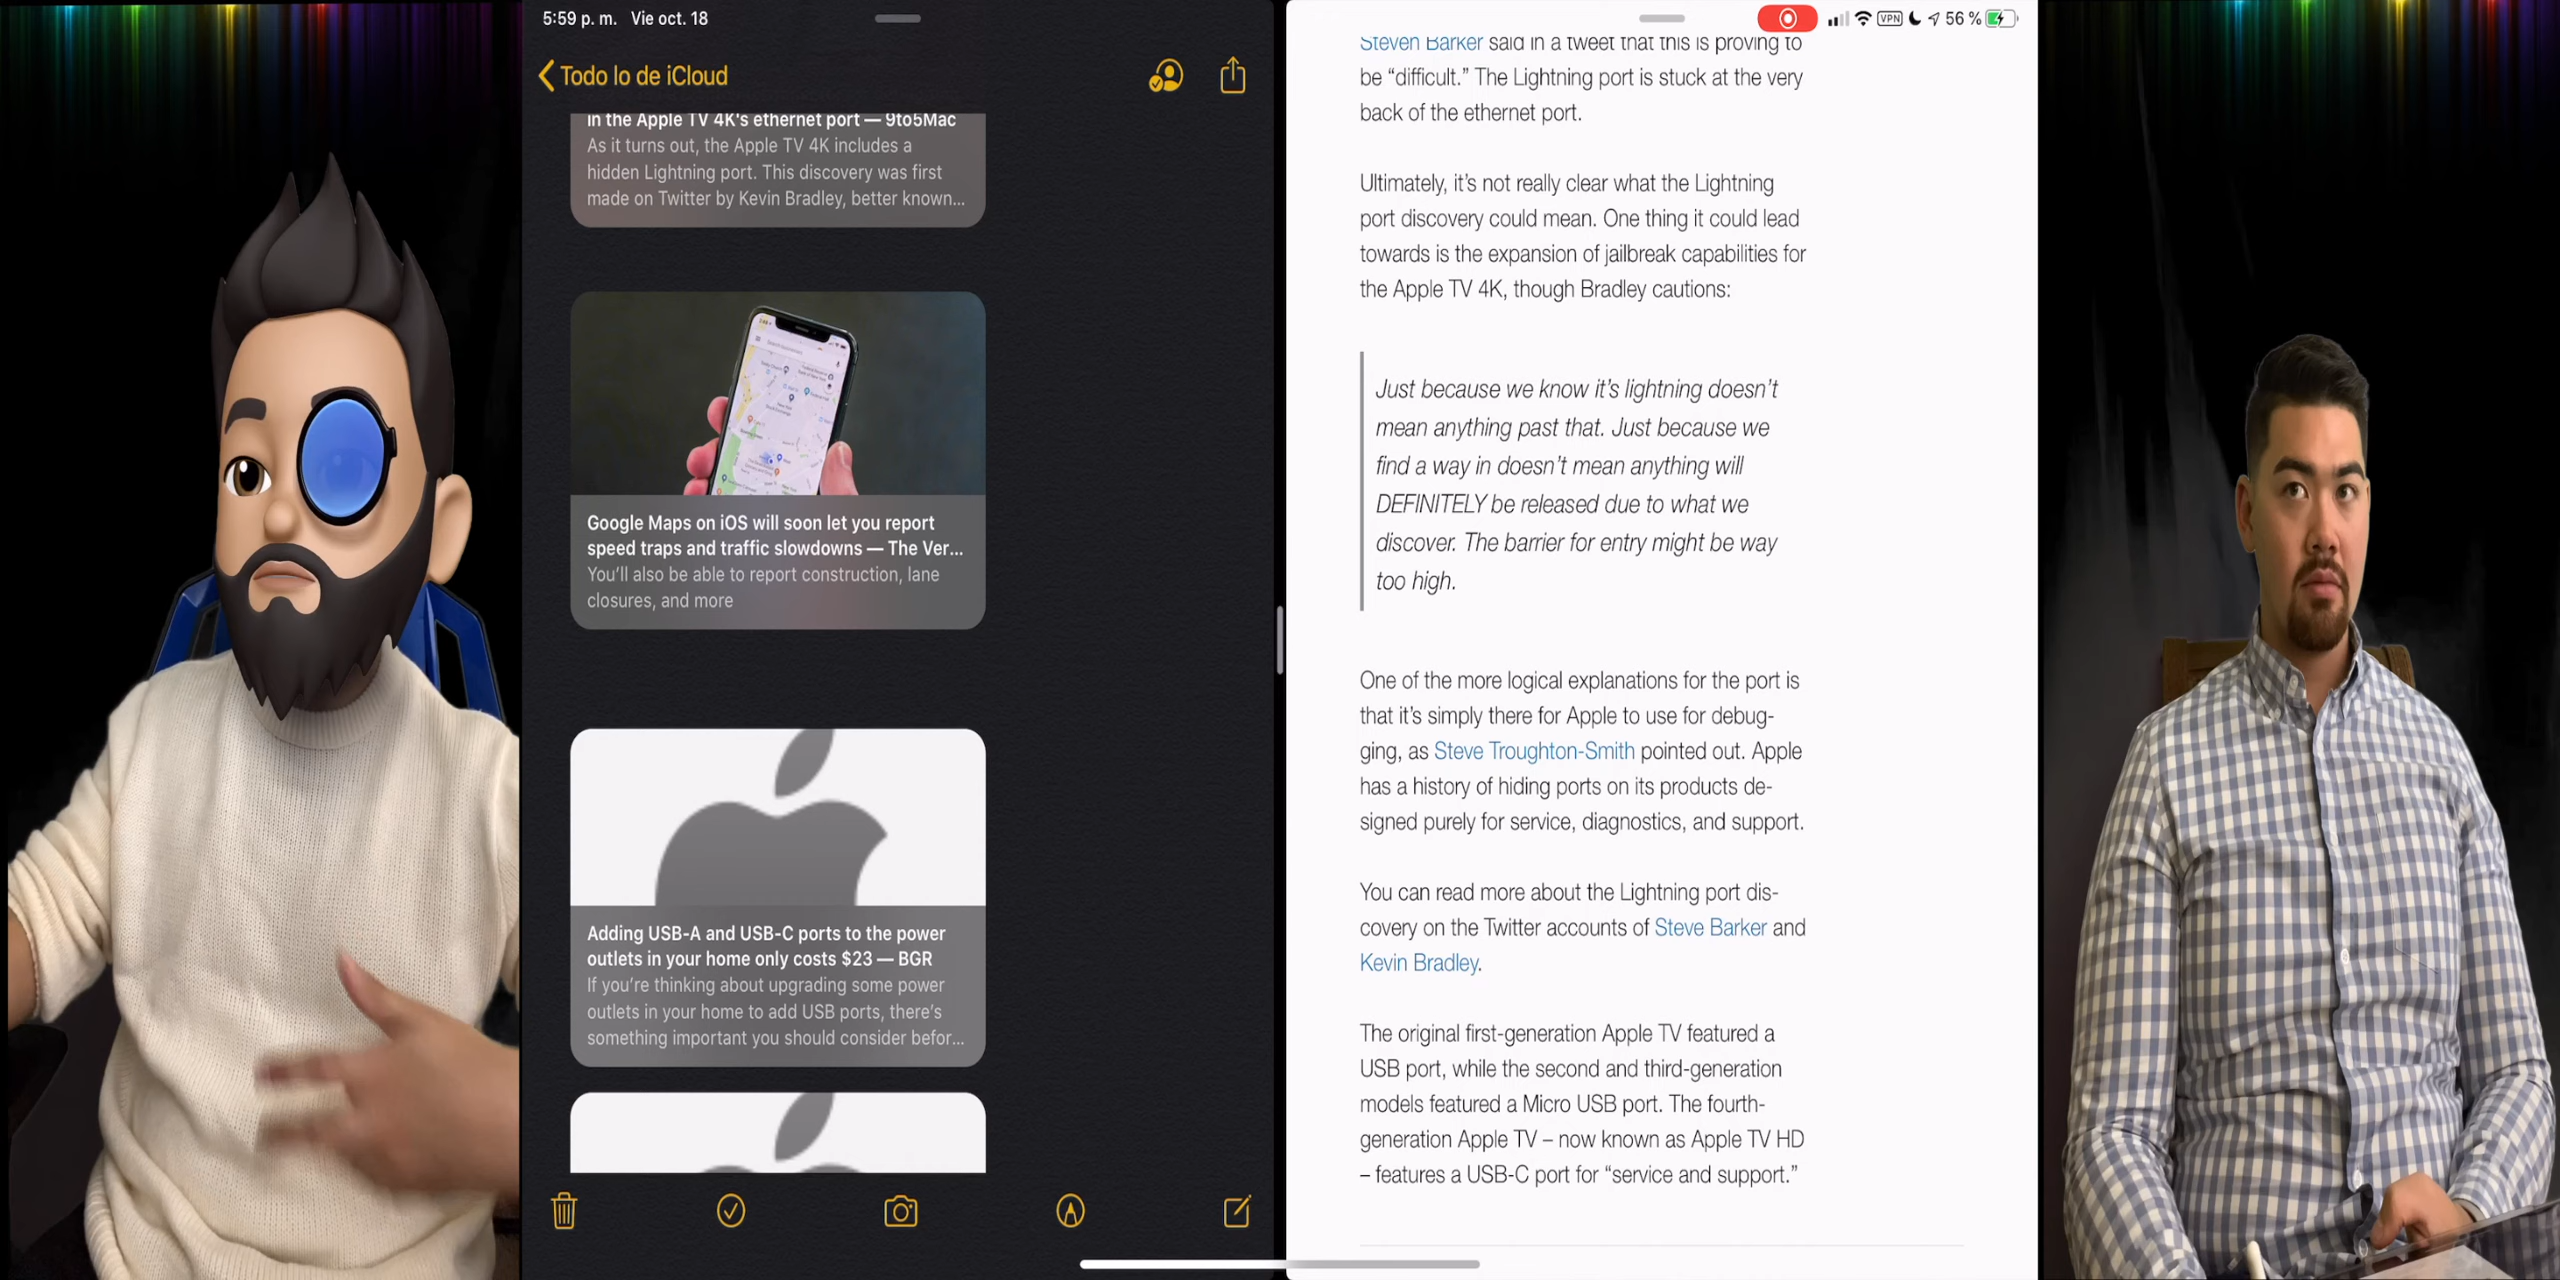 5:59 p. m. Vie oct. 18
Todo lo de iCloud
in the Apple TV 4K's ethernet port — 9to5Mac
As it turns out, the Apple TV 4K includes a
hidden Lightning port. This discovery was first
made on Twitter by Kevin Bradley, better known...
Google Maps on iOS will soon let you report
speed traps and traffic slowdowns — The Ver...
You'll also be able to report construction, lane
closures, and more
Adding USB-A and USB-C ports to the power
outlets in your home only costs $23 — BGR
If you're thinking about upgrading some power
outlets in your home to add USB ports, there's
something important you should consider befor...
VPN 56 %
Steven Barker said in a tweet that this is proving to
be “difficult.” The Lightning port is stuck at the very
back of the ethernet port.
Ultimately, it's not really clear what the Lightning
port discovery could mean. One thing it could lead
towards is the expansion of jailbreak capabilities for
the Apple TV 4K, though Bradley cautions:
Just because we know it's lightning doesn't
mean anything past that. Just because we
find a way in doesn't mean anything will
DEFINITELY be released due to what we
discover. The barrier for entry might be way
too high.
One of the more logical explanations for the port is
that it's simply there for Apple to use for debug-
ging, as Steve Troughton-Smith pointed out. Apple
has a history of hiding ports on its products de-
signed purely for service, diagnostics, and support.
You can read more about the Lightning port dis-
covery on the Twitter accounts of Steve Barker and
Kevin Bradley.
The original first-generation Apple TV featured a
USB port, while the second and third-generation
models featured a Micro USB port. The fourth-
generation Apple TV – now known as Apple TV HD
– features a USB-C port for “service and support.”